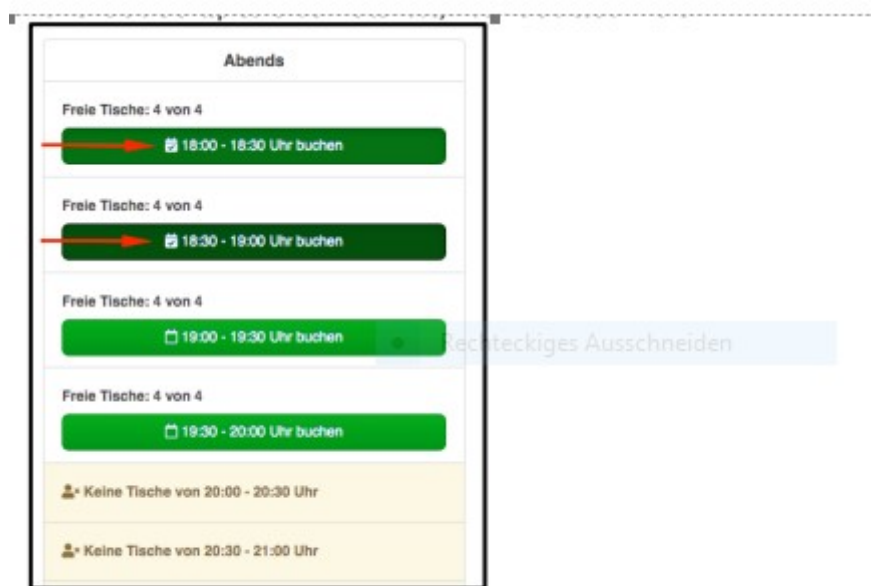 Abends
Freie Tische: 4 von 4
18:00 - 18:30 Uhr buchen
Freie Tische: 4 von 4
18:30 - 19:00 Uhr buchen
Freie Tische: 4 von 4
19:00 - 19:30 Uhr buchen
Rechteckiges Ausschneiden
Freie Tische: 4 von 4
19:30 - 20:00 Uhr buchen
Keine Tische von 20:00 - 20:30 Uhr
Keine Tische von 20:30 - 21:00 Uhr